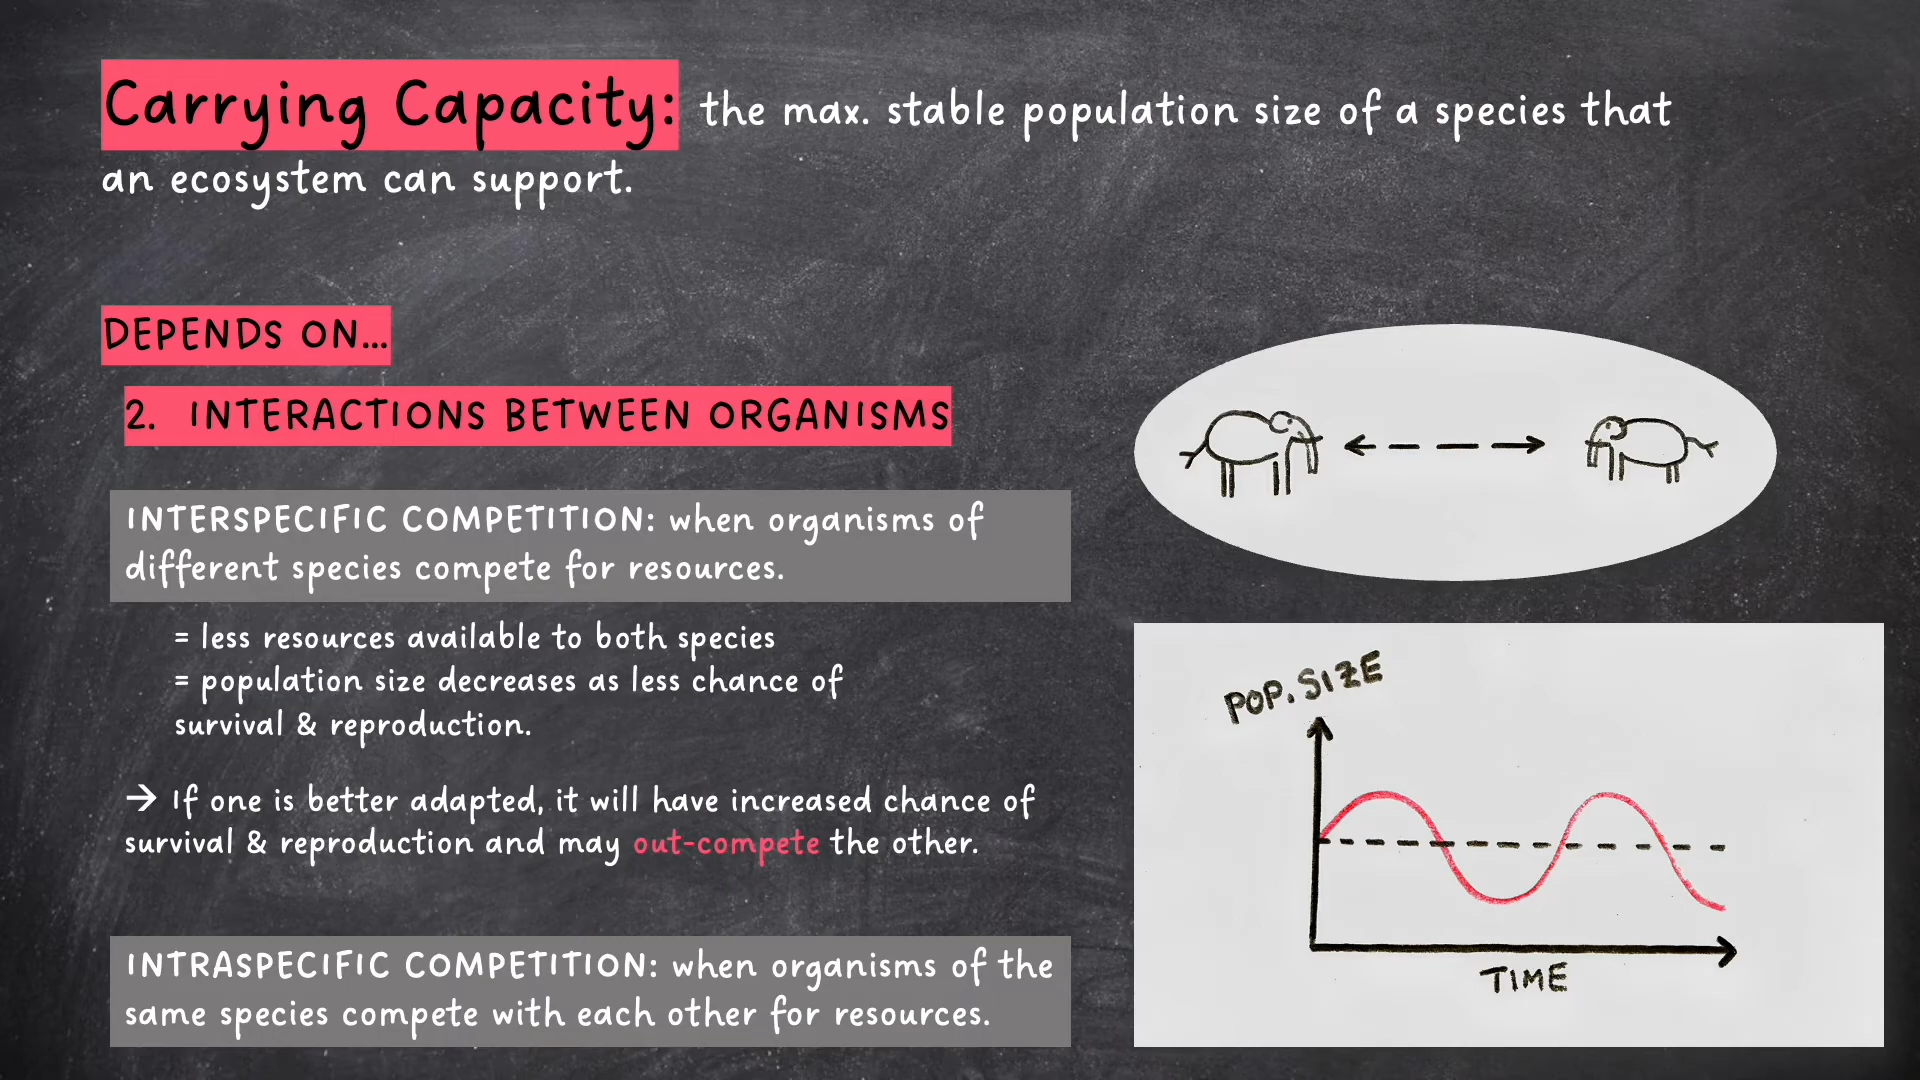 Carrying Capacity: the max. stable population size of a species that
an ecosystem can support.
DEPENDS ON...
2. INTERACTIONS BETWEEN ORGANISMS
INTERSPECIFIC COMPETITION: when organisms of
different species compete for resources.
= less resources available to both species
= population size decreases as less chance of
survival & reproduction.
→ If one is better adapted, it will have increased chance of
survival & reproduction and may out-compete the other.
INTRASPECIFIC COMPETITION: when organisms of the
same species compete with each other for resources.
POP. SIZE
TIME